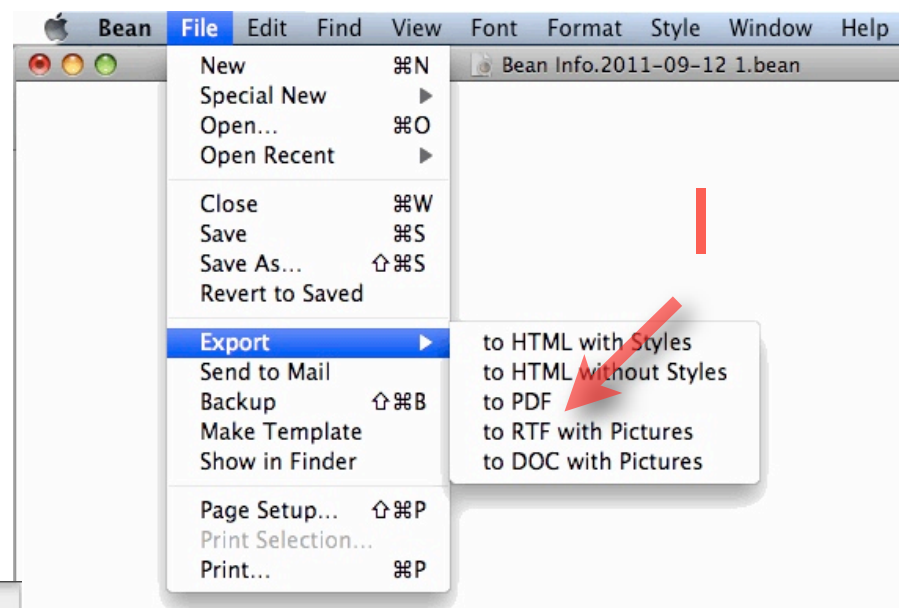 Bean File Edit Find View Font Format Style Window Help
Bean Info.2011-09-12 1.bean
New ⌘N
Special New ▶
Open... ⌘O
Open Recent ▶
Close ⌘W
Save ⌘S
Save As... ⇧⌘S
Revert to Saved
Export ▶
Send to Mail
Backup ⇧⌘B
Make Template
Show in Finder
Page Setup... ⇧⌘P
Print Selection...
Print... ⌘P
to HTML with Styles
to HTML without Styles
to PDF
to RTF with Pictures
to DOC with Pictures